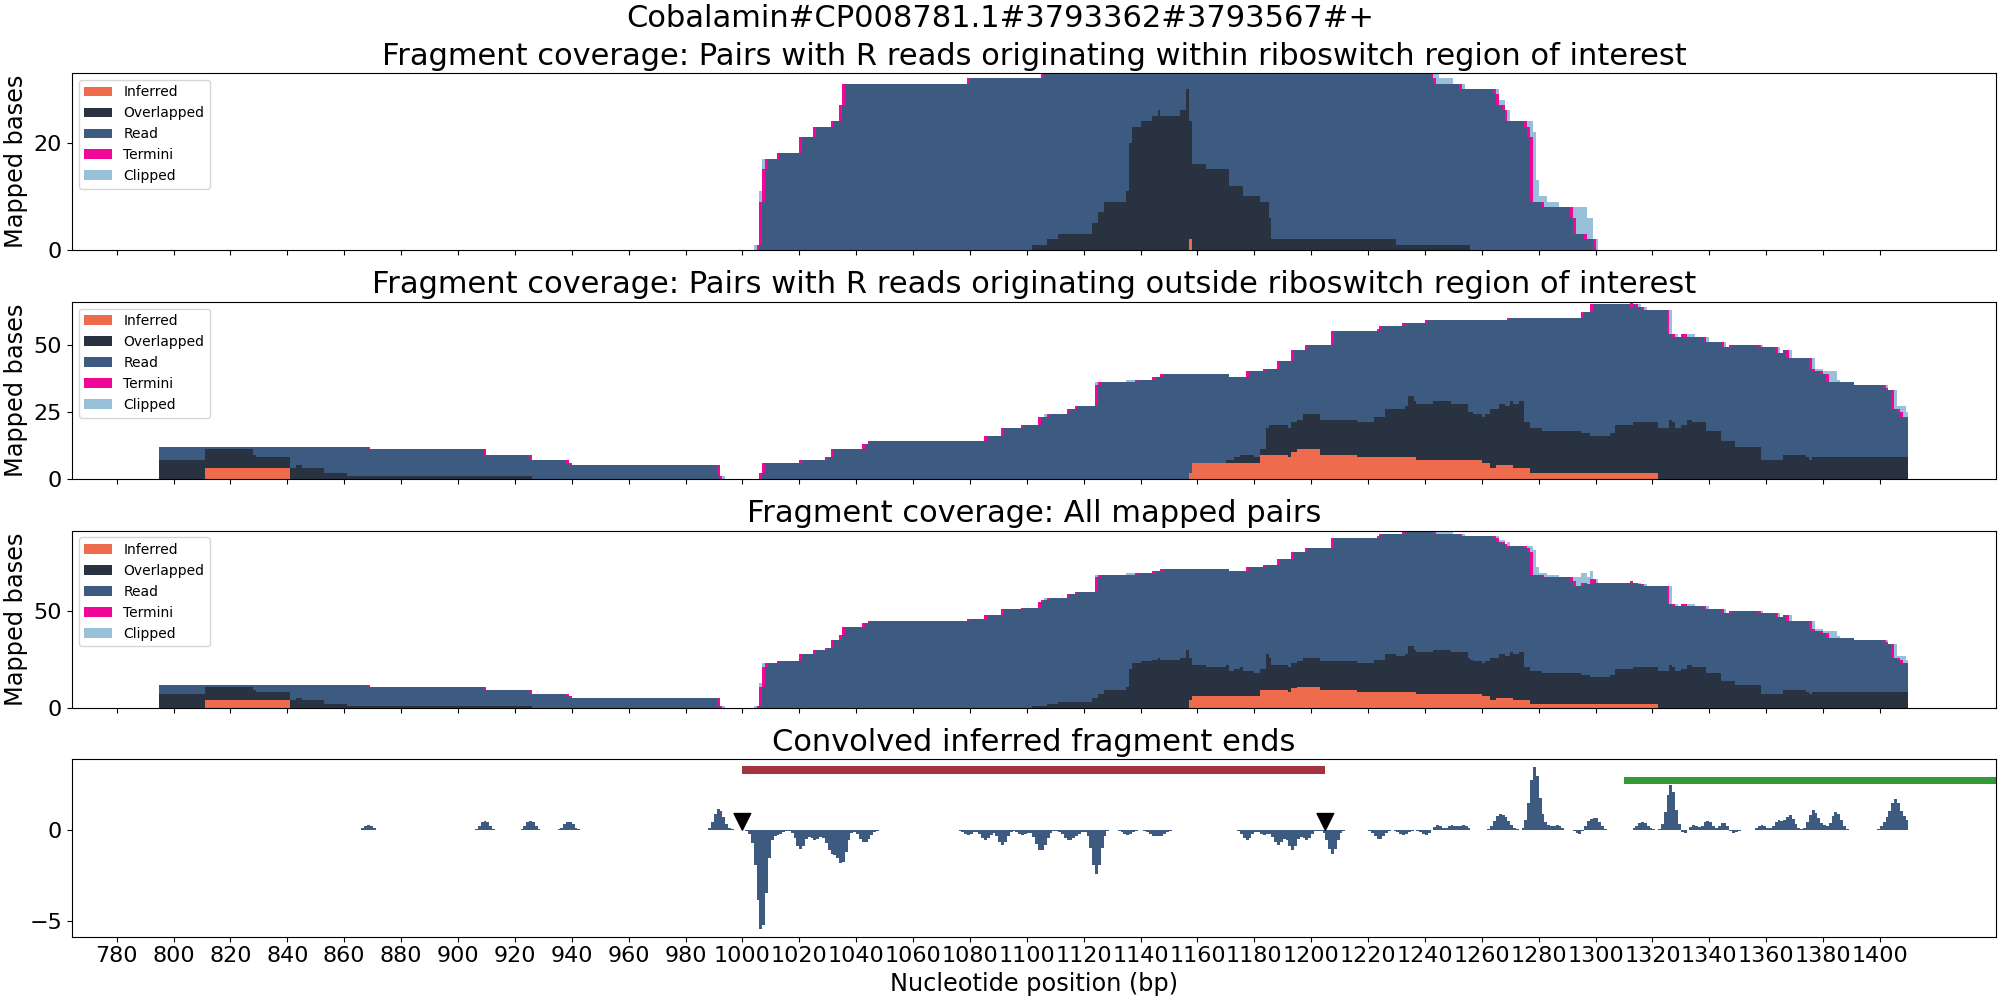 Cobalamin#CP008781.1#3793362#3793567#+
Fragment coverage: Pairs with R reads originating within riboswitch region of interest
Mapped bases
20
0
Inferred
Overlapped
Read
Termini
Clipped
Fragment coverage: Pairs with R reads originating outside riboswitch region of interest
Mapped bases
50
25
0
Inferred
Overlapped
Read
Termini
Clipped
Fragment coverage: All mapped pairs
Mapped bases
50
0
Inferred
Overlapped
Read
Termini
Clipped
Convolved inferred fragment ends
0
−5
780 800 820 840 860 880 900 920 940 960 980 1000 1020 1040 1060 1080 1100 1120 1140 1160 1180 1200 1220 1240 1260 1280 1300 1320 1340 1360 1380 1400
Nucleotide position (bp)